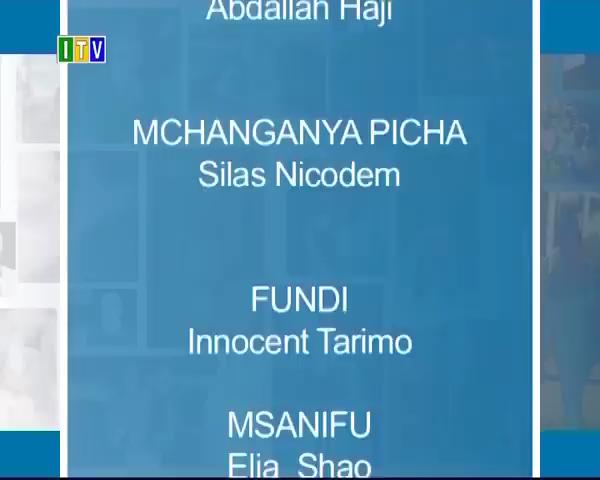 Abdallah Haji
ITV
MCHANGANYA PICHA
Silas Nicodem
FUNDI
Innocent Tarimo
MSANIFU
Elia Shao